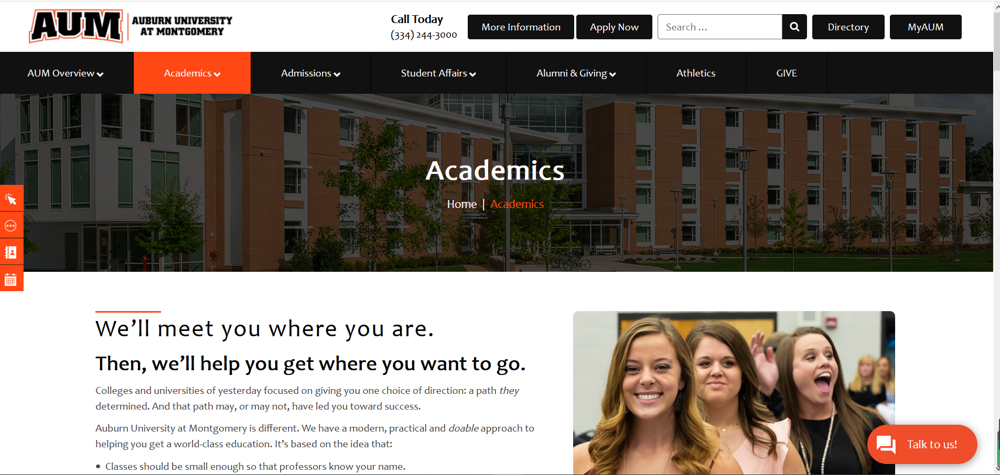 AUM
AUBURN UNIVERSITY
AT MONTGOMERY
Call Today
(334) 244-3000
More Information
Apply Now
Search ...
Directory
MyAUM
AUM Overview
Academics
Admissions
Student Affairs
Alumni & Giving
Athletics
GIVE
Academics
Home | Academics
We’ll meet you where you are.
Then, we’ll help you get where you want to go.
Colleges and universities of yesterday focused on giving you one choice of direction: a path they
determined. And that path may, or may not, have led you toward success.
Auburn University at Montgomery is different. We have a modern, practical and doable approach to
helping you get a world-class education. It’s based on the idea that:
• Classes should be small enough so that professors know your name.
Talk to us!